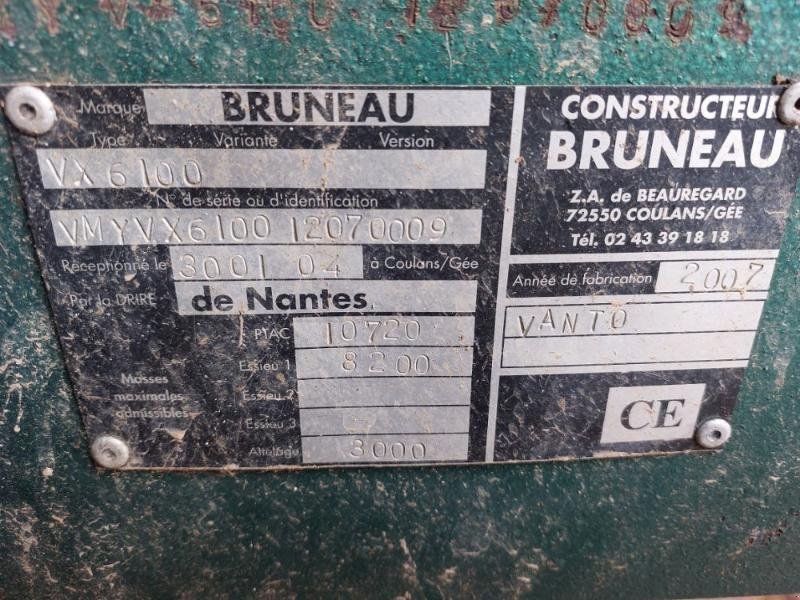 Marque BRUNEAU
Type Variante Version
VX6100
N° de série ou d'identification
VMYVX6100 12070009
Réceptionné le 3001 04 à Coulans/Gée
Par la DRIRE de Nantes
PTAC 10720
Masses maximales admissibles
Essieu 1 8200
Essieu 2
Essieu 3
Attelage 3000
CONSTRUCTEUR
BRUNEAU
Z.A. de BEAUREGARD
72550 COULANS/GÉE
Tél. 02 43 39 18 18
Année de fabrication 2007
VANTO
CE